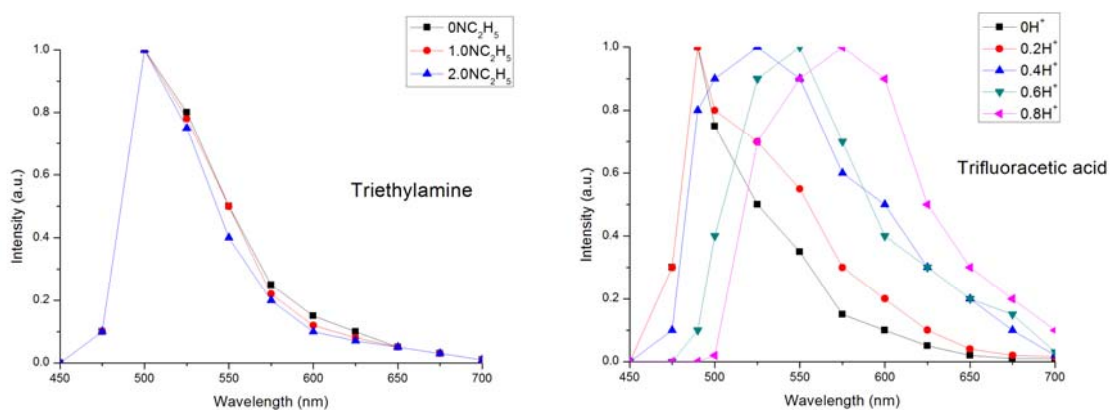 0NC₂H₅
1.0NC₂H₅
2.0NC₂H₅
1.0
0.8
0.6
0.4
0.2
0.0
Intensity (a.u.)
Triethylamine
450 500 550 600 650 700
Wavelength (nm)
0H⁺
0.2H⁺
0.4H⁺
0.6H⁺
0.8H⁺
1.0
0.8
0.6
0.4
0.2
0.0
Intensity (a.u.)
Trifluoracetic acid
450 500 550 600 650 700
Wavelength (nm)